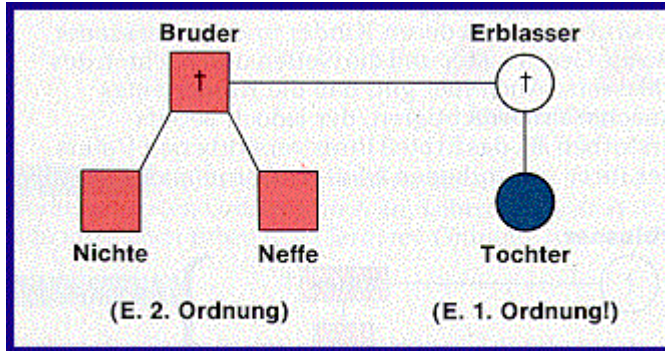 Bruder Erblasser
† †
Nichte Neffe Tochter
(E. 2. Ordnung) (E. 1. Ordnung!)